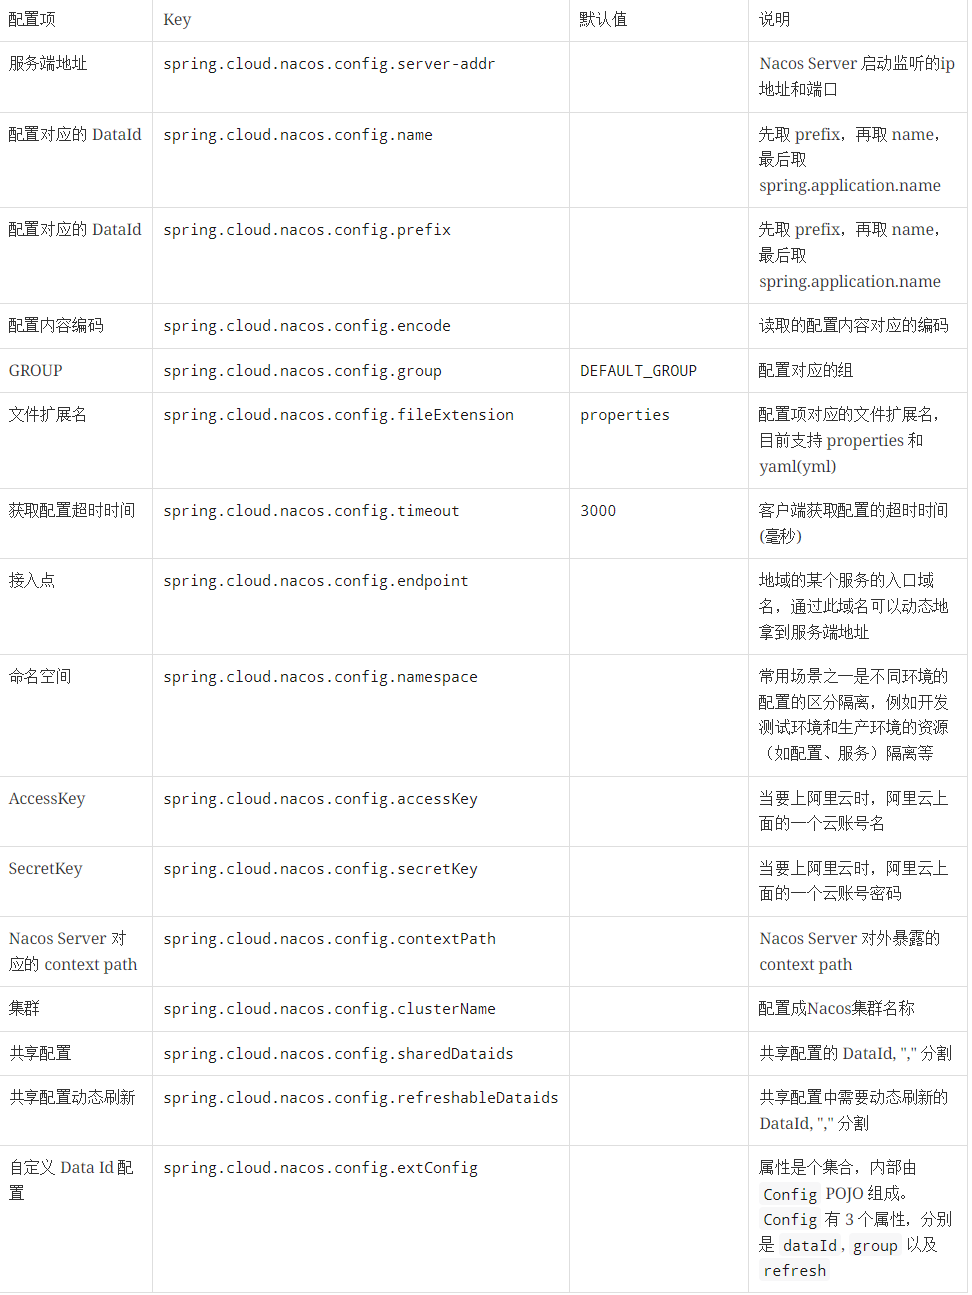 配置项 Key 默认值 说明
服务端地址 spring.cloud.nacos.config.server-addr Nacos Server 启动监听的ip
地址和端口
配置对应的 DataId spring.cloud.nacos.config.name 先取 prefix，再取 name，
最后取
spring.application.name
配置对应的 DataId spring.cloud.nacos.config.prefix 先取 prefix，再取 name，
最后取
spring.application.name
配置内容编码 spring.cloud.nacos.config.encode 读取的配置内容对应的编码
GROUP spring.cloud.nacos.config.group DEFAULT_GROUP 配置对应的组
文件扩展名 spring.cloud.nacos.config.fileExtension properties 配置项对应的文件扩展名，
目前支持 properties 和
yaml(yml)
获取配置超时时间 spring.cloud.nacos.config.timeout 3000 客户端获取配置的超时时间
(毫秒)
接入点 spring.cloud.nacos.config.endpoint 地域的某个服务的入口域
名，通过此域名可以动态地
拿到服务端地址
命名空间 spring.cloud.nacos.config.namespace 常用场景之一是不同环境的
配置的区分隔离，例如开发
测试环境和生产环境的资源
（如配置、服务）隔离等
AccessKey spring.cloud.nacos.config.accessKey 当要上阿里云时，阿里云上
面的一个云账号名
SecretKey spring.cloud.nacos.config.secretKey 当要上阿里云时，阿里云上
面的一个云账号密码
Nacos Server 对 spring.cloud.nacos.config.contextPath Nacos Server 对外暴露的
应的 context path context path
集群 spring.cloud.nacos.config.clusterName 配置成Nacos集群名称
共享配置 spring.cloud.nacos.config.sharedDataids 共享配置的 DataId, "," 分割
共享配置动态刷新 spring.cloud.nacos.config.refreshableDataids 共享配置中需要动态刷新的
DataId, "," 分割
自定义 Data Id 配 spring.cloud.nacos.config.extConfig 属性是个集合，内部由
置 Config POJO 组成。
Config 有 3 个属性，分别
是 dataId, group 以及
refresh